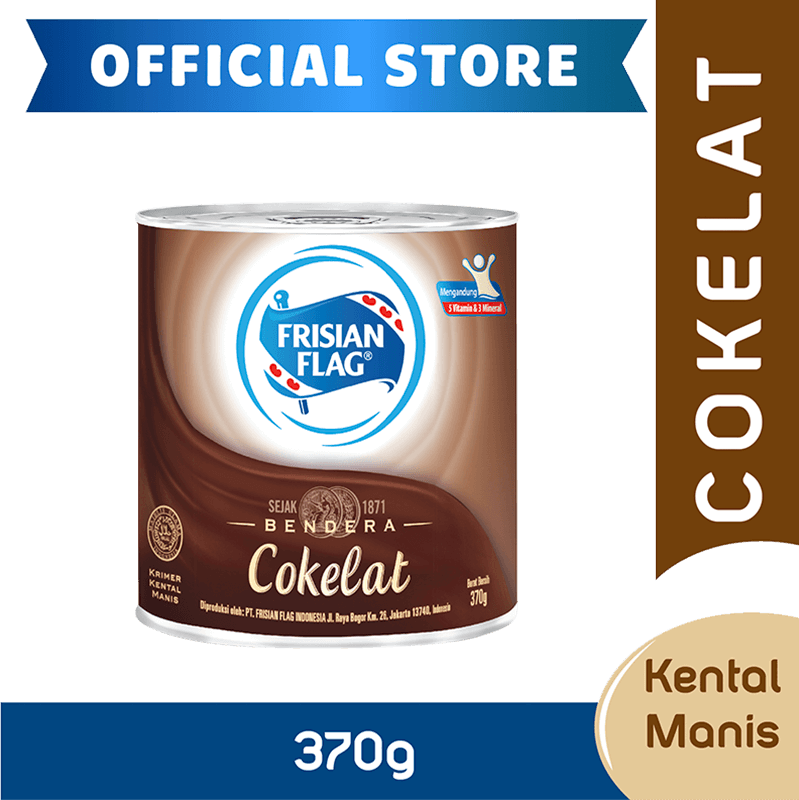 OFFICIAL STORE
COKELAT
FRISIAN
FLAG®
Mengandung
5 Vitamin & 3 Mineral
SEJAK 1871
BENDERA
Cokelat
KRIMER
KENTAL
MANIS
Berat Bersih
370g
Diproduksi oleh: PT. FRISIAN FLAG INDONESIA Jl. Raya Bogor Km. 26, Jakarta 13740, Indonesia
Kental
Manis
370g